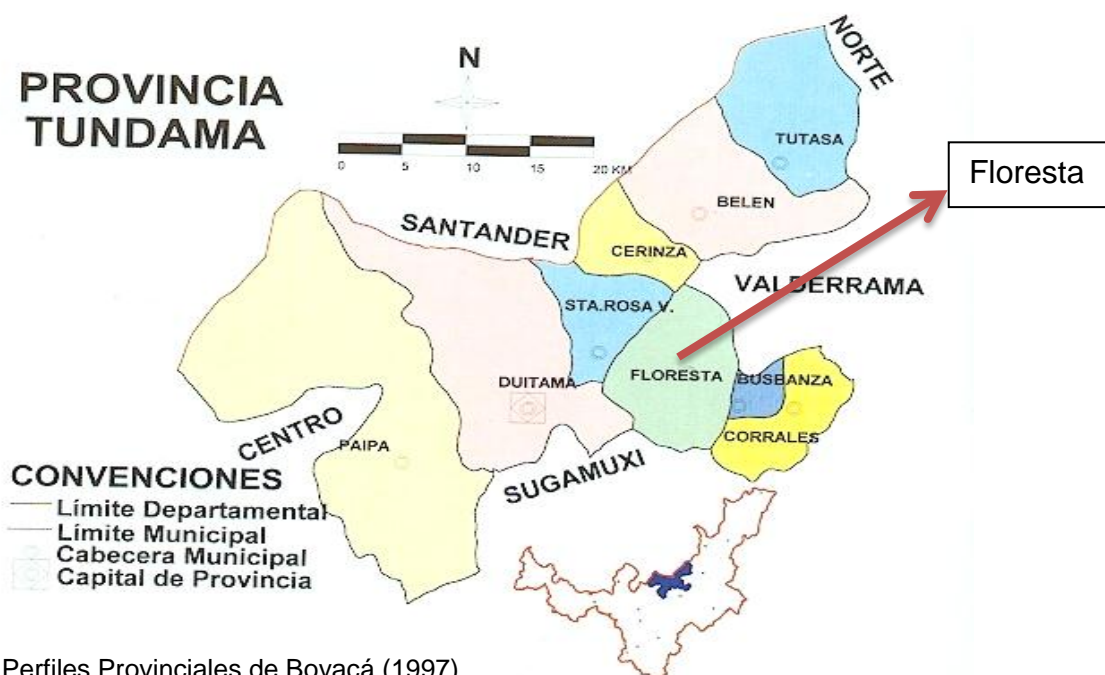 PROVINCIA
TUNDAMA
N
0 5 10 15 20 KM
NORTE
TUTASA
Floresta
BELEN
SANTANDER
CERINZA
VALDERRAMA
STA.ROSA V.
DUITAMA
FLORESTA
BUSBANZA
CENTRO
PAIPA
CORRALES
SUGAMUXI
CONVENCIONES
Límite Departamental
Límite Municipal
Cabecera Municipal
Capital de Provincia
Perfiles Provinciales de Boyacá (1997)